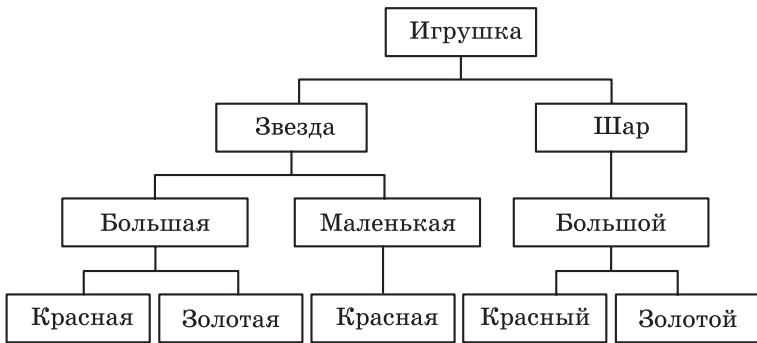 Игрушка
Звезда Шар
Большая Маленькая Большой
Красная Золотая Красная Красный Золотой